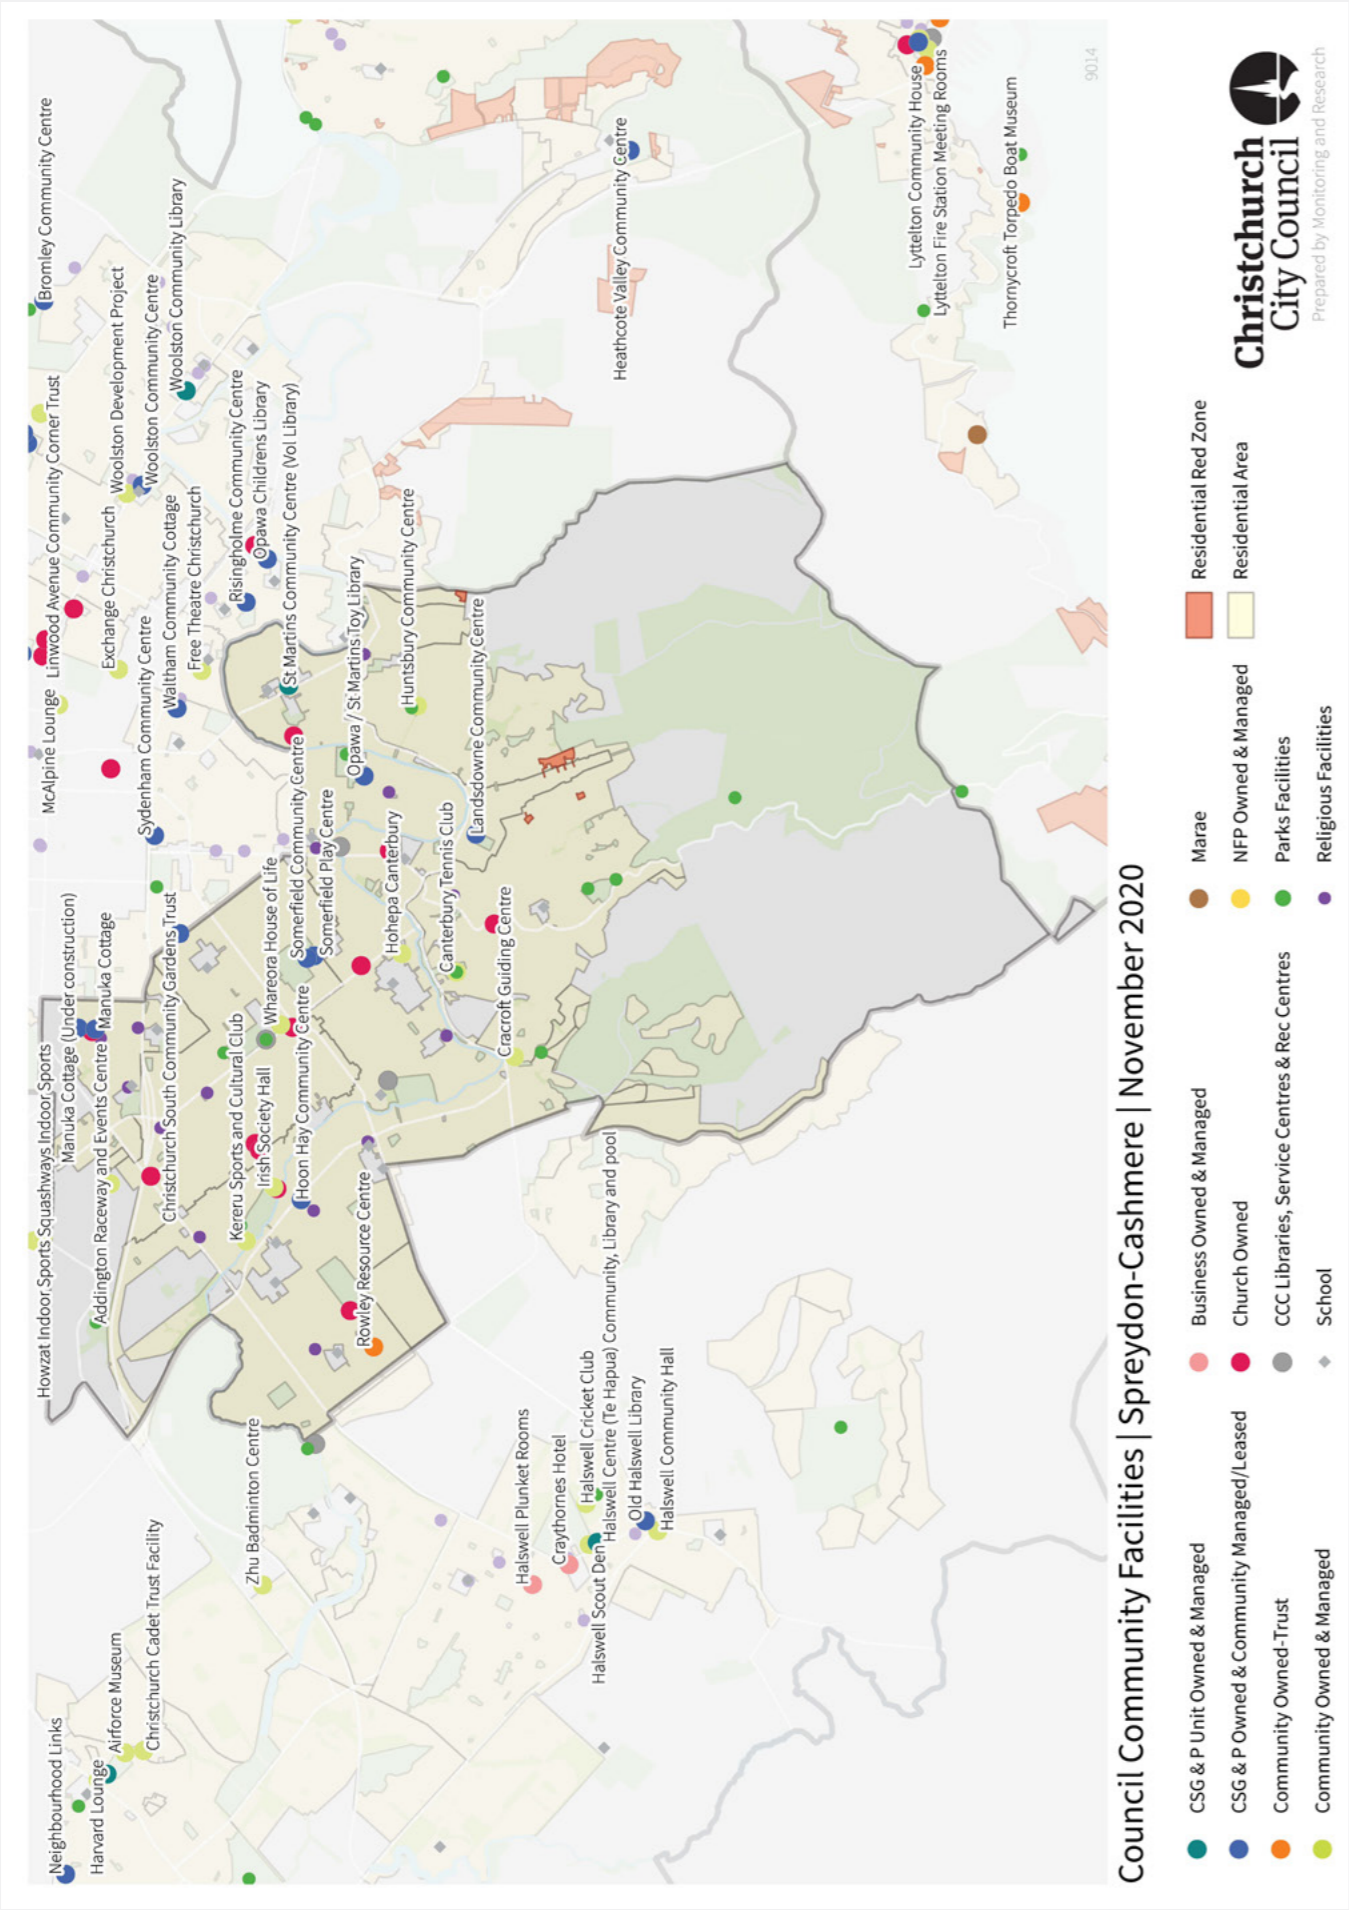 Howzat Indoor Sports Squashways Indoor Sports
Manuka Cottage (Under construction)
Addington Raceway and Events Centre
Manuka Cottage
McAlpine Lounge
Linwood Avenue Community Corner Trust
Bromley Community Centre
Exchange Christchurch
Woolston Development Project
Woolston Community Centre
Woolston Community Library
Sydenham Community Centre
Waltham Community Cottage
Free Theatre Christchurch
Risingholme Community Centre
Opawa Childrens Library
St Martins Community Centre (Vol Library)
Christchurch South Community Gardens Trust
Kereru Sports and Cultural Club
Irish Society Hall
Whareora House of Life
Hoon Hay Community Centre
Somerfield Community Centre
Somerfield Play Centre
Opawa / St Martins Toy Library
Rowley Resource Centre
Hohepa Canterbury
Huntsbury Community Centre
Canterbury Tennis Club
Landsdowne Community Centre
Cracroft Guiding Centre
Heathcote Valley Community Centre
Lyttelton Community House
Lyttelton Fire Station Meeting Rooms
Thornycroft Torpedo Boat Museum
Neighbourhood Links
Harvard Lounge
Airforce Museum
Christchurch Cadet Trust Facility
Zhu Badminton Centre
Halswell Plunket Rooms
Craythornes Hotel
Halswell Cricket Club
Halswell Scout Den
Halswell Centre (Te Hapua) Community, Library and pool
Old Halswell Library
Halswell Community Hall
9014
Council Community Facilities | Spreydon-Cashmere | November 2020
CSG & P Unit Owned & Managed
CSG & P Owned & Community Managed/Leased
Community Owned-Trust
Community Owned & Managed
Business Owned & Managed
Church Owned
CCC Libraries, Service Centres & Rec Centres
School
Marae
NFP Owned & Managed
Parks Facilities
Religious Facilities
Residential Red Zone
Residential Area
Christchurch
City Council
Prepared by Monitoring and Research